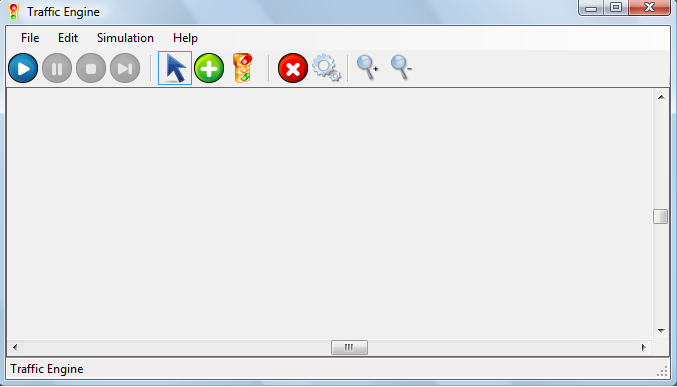 Traffic Engine
File Edit Simulation Help
Traffic Engine